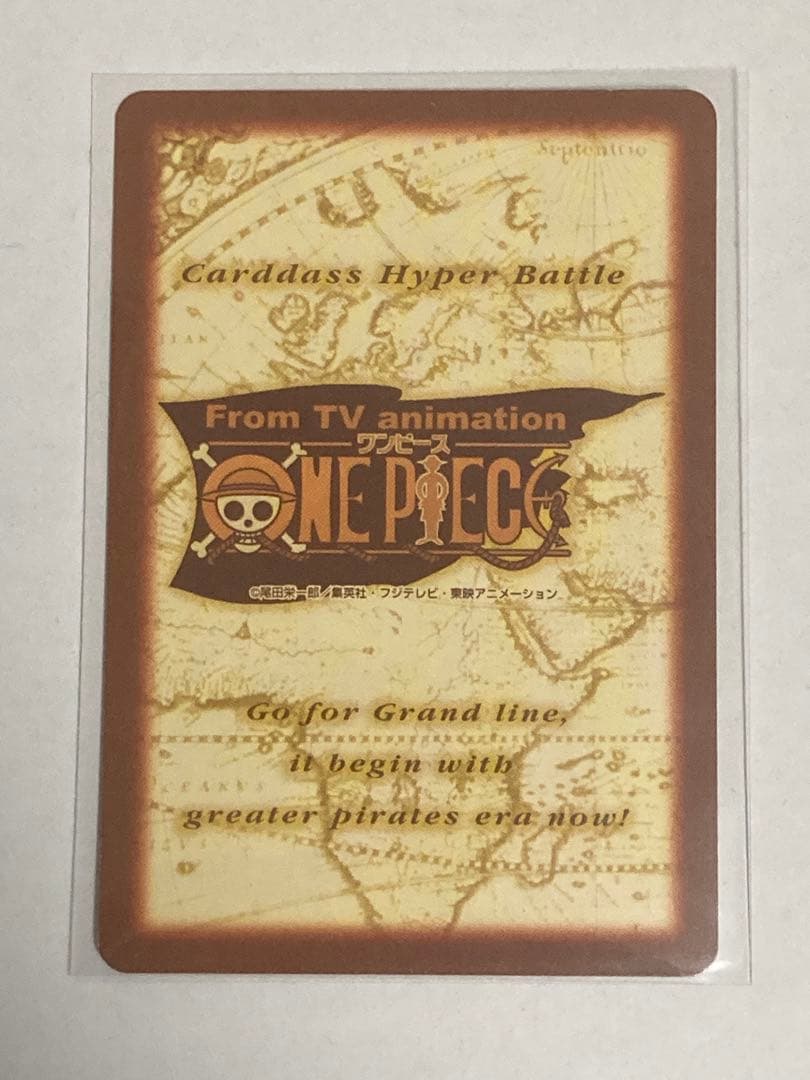 Septentrio
Carddass Hyper Battle
From TV animation
ワンピース
ONE PIECE
©尾田栄一郎/集英社・フジテレビ・東映アニメーション
Go for Grand line,
it begin with
greater pirates era now!